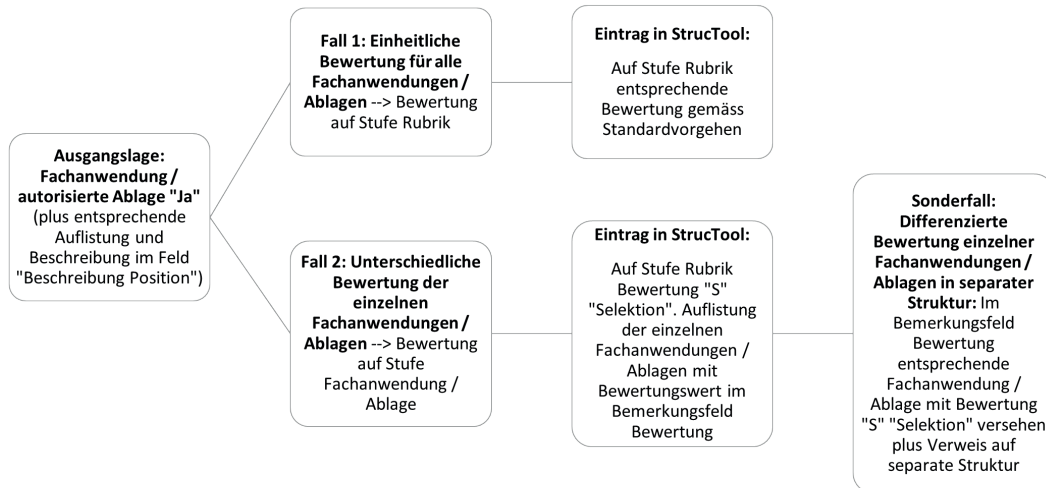 Ausgangslage:
Fachanwendung /
autorisierte Ablage "Ja"
(plus entsprechende
Auflistung und
Beschreibung im Feld
"Beschreibung Position")
Fall 1: Einheitliche
Bewertung für alle
Fachanwendungen /
Ablagen --> Bewertung
auf Stufe Rubrik
Eintrag in StrucTool:
Auf Stufe Rubrik
entsprechende
Bewertung gemäss
Standardvorgehen
Fall 2: Unterschiedliche
Bewertung der
einzelnen
Fachanwendungen /
Ablagen --> Bewertung
auf Stufe
Fachanwendung /
Ablage
Eintrag in StrucTool:
Auf Stufe Rubrik
Bewertung "S"
"Selektion". Auflistung
der einzelnen
Fachanwendungen /
Ablagen mit
Bewertungswert im
Bemerkungsfeld
Bewertung
Sonderfall:
Differenzierte
Bewertung einzelner
Fachanwendungen /
Ablagen in separater
Struktur: Im
Bemerkungsfeld
Bewertung
entsprechende
Fachanwendung /
Ablage mit Bewertung
"S" "Selektion" versehen
plus Verweis auf
separate Struktur